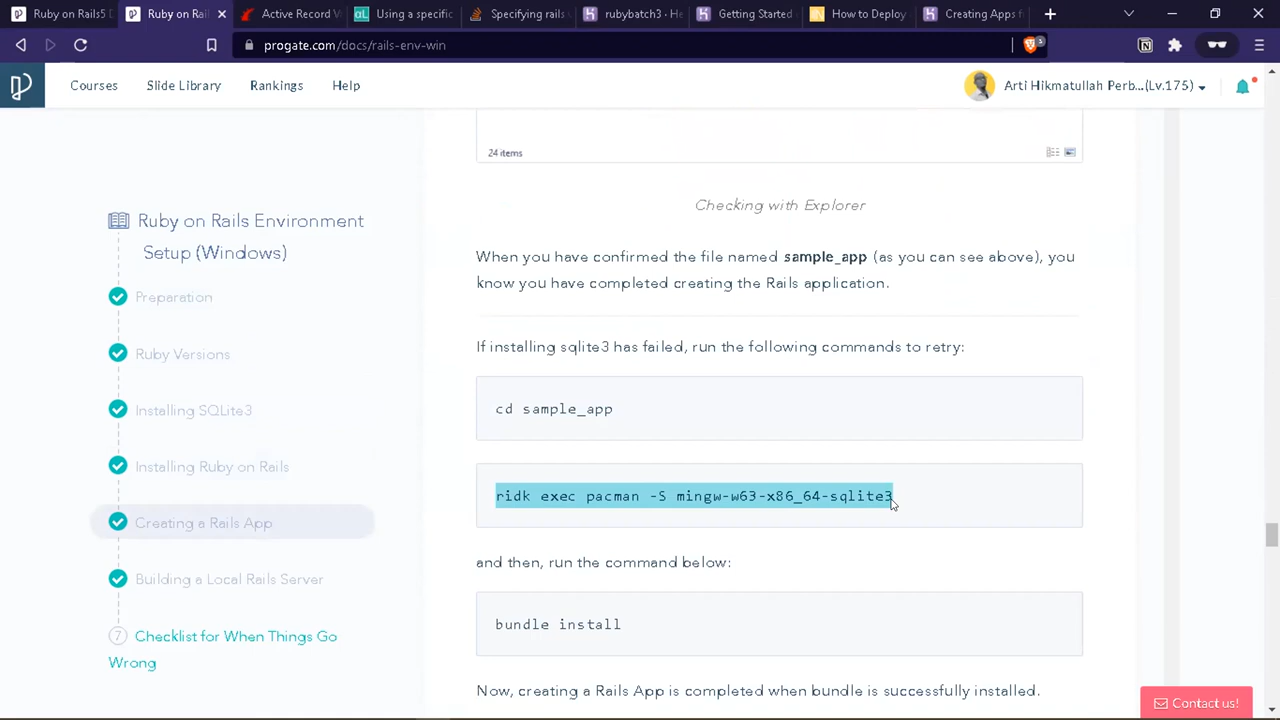 Ruby on Rails5 D
Ruby on Rail
Active Record V
Using a specific
Specifying rails
rubybatch3 · He
Getting Started
How to Deploy
Creating Apps f
progate.com/docs/rails-env-win
Courses
Slide Library
Rankings
Help
Arti Hikmatullah Perb...(Lv.175)
24 items
Checking with Explorer
Ruby on Rails Environment
Setup (Windows)
Preparation
Ruby Versions
Installing SQLite3
Installing Ruby on Rails
Creating a Rails App
Building a Local Rails Server
7
Checklist for When Things Go
Wrong
When you have confirmed the file named sample_app (as you can see above), you
know you have completed creating the Rails application.
If installing sqlite3 has failed, run the following commands to retry:
cd sample_app
ridk exec pacman -S mingw-w63-x86_64-sqlite3
and then, run the command below:
bundle install
Now, creating a Rails App is completed when bundle is successfully installed.
Contact us!